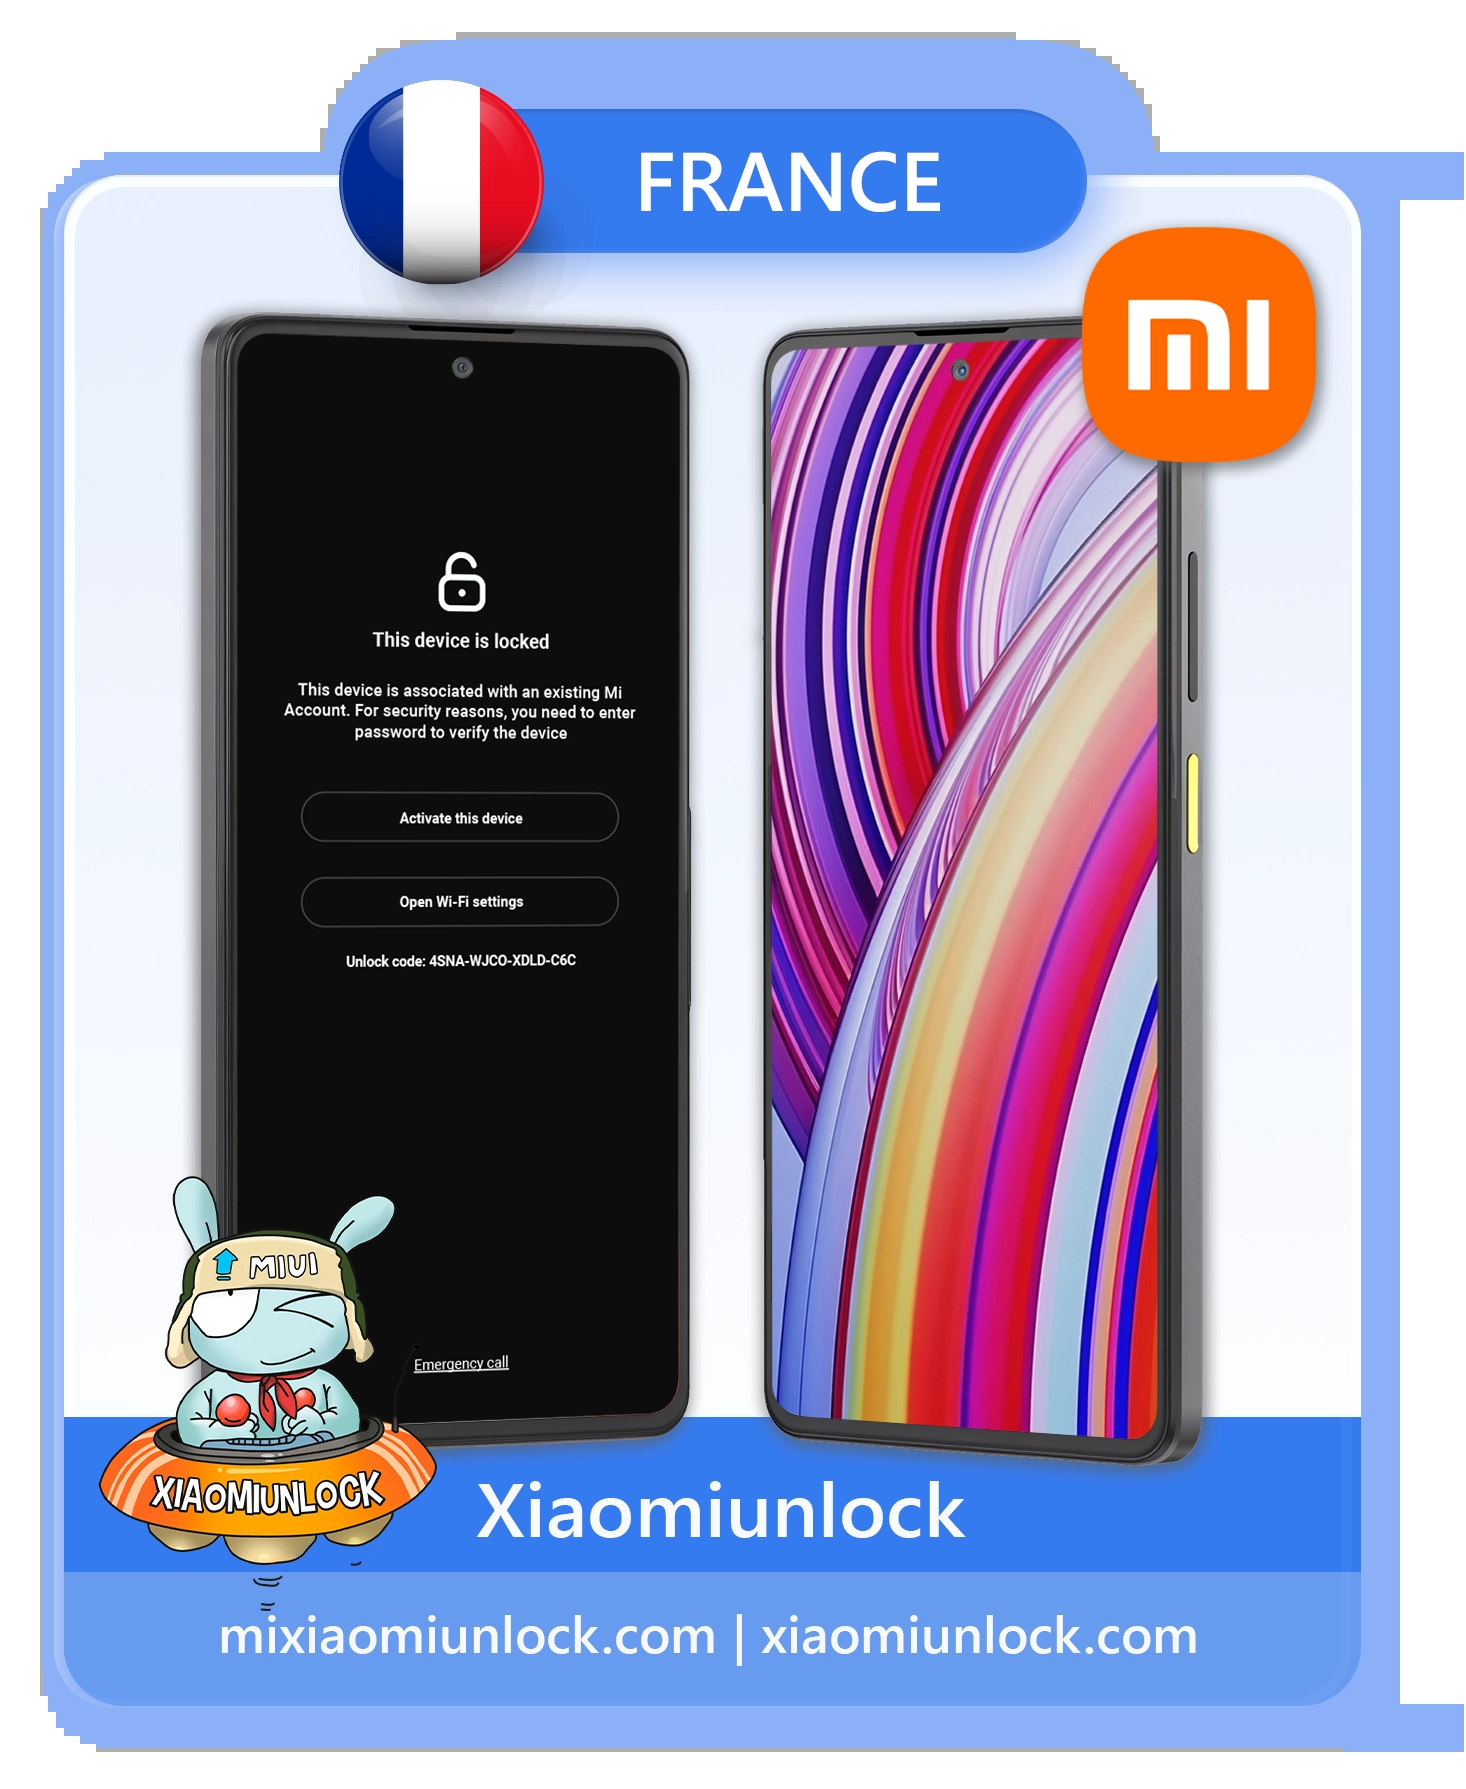 FRANCE
mi
This device is locked
This device is associated with an existing Mi
Account. For security reasons, you need to enter
password to verify the device
Activate this device
Open Wi-Fi settings
Unlock code: 4SNA-WJCO-XDLD-C6C
MIUI
Emergency call
XIAOMIUNLOCK
Xiaomiunlock
mixiaomiunlock.com | xiaomiunlock.com